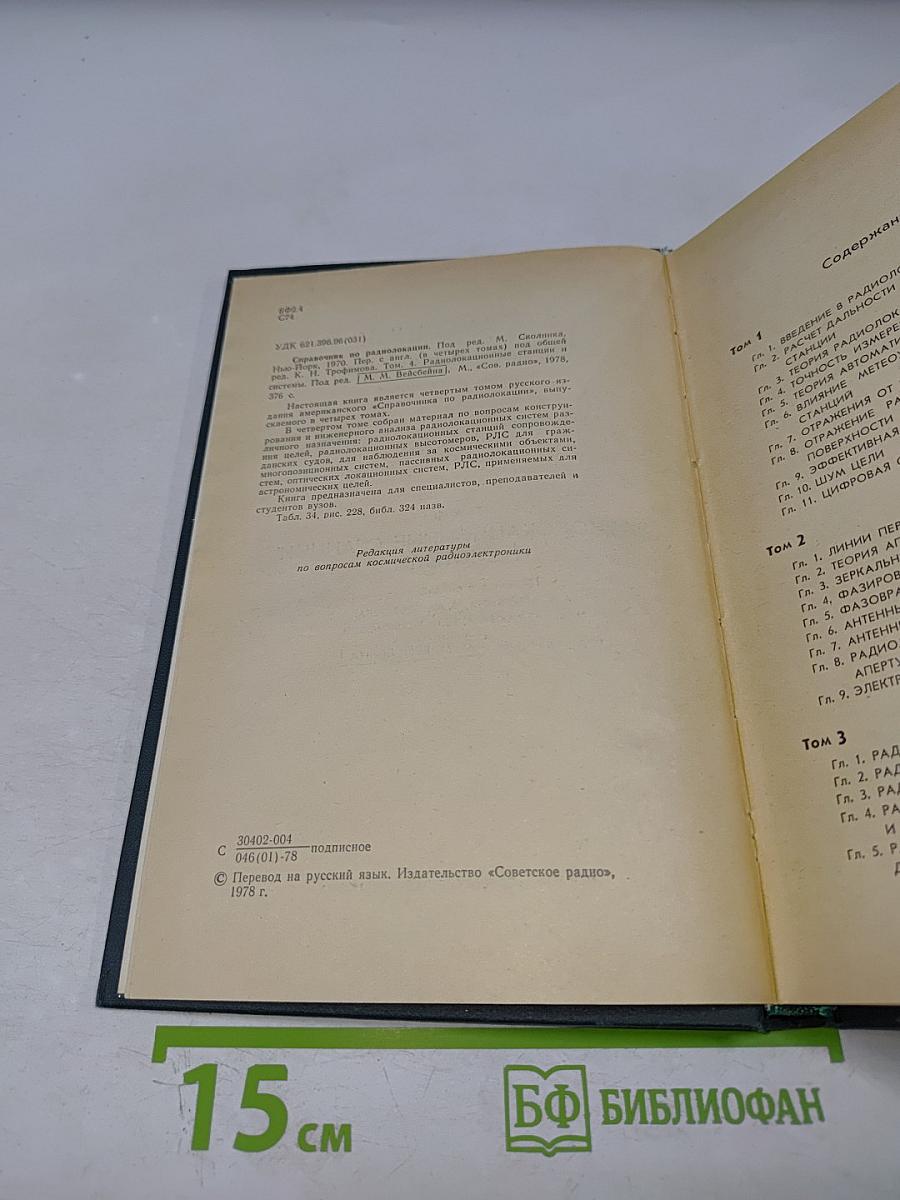 6Ф0.4
С74
УДК 621.396.96(031)
Справочник по радиолокации. Под ред. М. Сколника,
Нью-Йорк, 1970. Пер. с англ. (в четырех томах) под общей
ред. К. Н. Трофимова. Том. 4. Радиолокационные станции и
системы. Под ред. М. М. Вейсбейна. М., «Сов. радио», 1978,
376 с.
Настоящая книга является четвертым томом русского из-
дания американского «Справочника по радиолокации», выпу-
скаемого в четырех томах.
В четвертом томе собран материал по вопросам конструи-
рования и инженерного анализа радиолокационных систем раз-
личного назначения: радиолокационных станций сопровожде-
ния целей, радиолокационных высотомеров, РЛС для граж-
данских судов, для наблюдения за космическими объектами,
многопозиционных систем, пассивных радиолокационных си-
стем, оптических локационных систем, РЛС, применяемых для
астрономических целей.
Книга предназначена для специалистов, преподавателей и
студентов вузов.
Табл. 34, рис. 228, библ. 324 назв.
Редакция литературы
по вопросам космической радиоэлектроники
С 30402-004
046(01)-78 подписное
© Перевод на русский язык. Издательство «Советское радио»,
1978 г.
Содержан
Том 1
Гл. 1. ВВЕДЕНИЕ В РАДИОЛО
Гл. 2. РАСЧЕТ ДАЛЬНОСТИ
СТАНЦИИ
Гл. 3. ТЕОРИЯ РАДИОЛОК
Гл. 4. ТОЧНОСТЬ ИЗМЕРЕ
Гл. 5. ТЕОРИЯ АВТОМАТИ
Гл. 6. ВЛИЯНИЕ МЕТЕО
СТАНЦИЙ
Гл. 7. ОТРАЖЕНИЯ ОТ
Гл. 8. ОТРАЖЕНИЕ РА
ПОВЕРХНОСТИ
Гл. 9. ЭФФЕКТИВНАЯ
Гл. 10. ШУМ ЦЕЛИ
Гл. 11. ЦИФРОВАЯ
Том 2
Гл. 1. ЛИНИИ ПЕР
Гл. 2. ТЕОРИЯ АП
Гл. 3. ЗЕРКАЛЬН
Гл. 4. ФАЗИРОВ
Гл. 5. ФАЗОВРА
Гл. 6. АНТЕННЫ
Гл. 7. АНТЕНН
Гл. 8. РАДИО
АПЕРТУ
Гл. 9. ЭЛЕКТР
Том 3
Гл. 1. РАД
Гл. 2. РАД
Гл. 3. РАД
Гл. 4. РА
И
Гл. 5. Р
Д
15 см
БФ БИБЛИОФАН